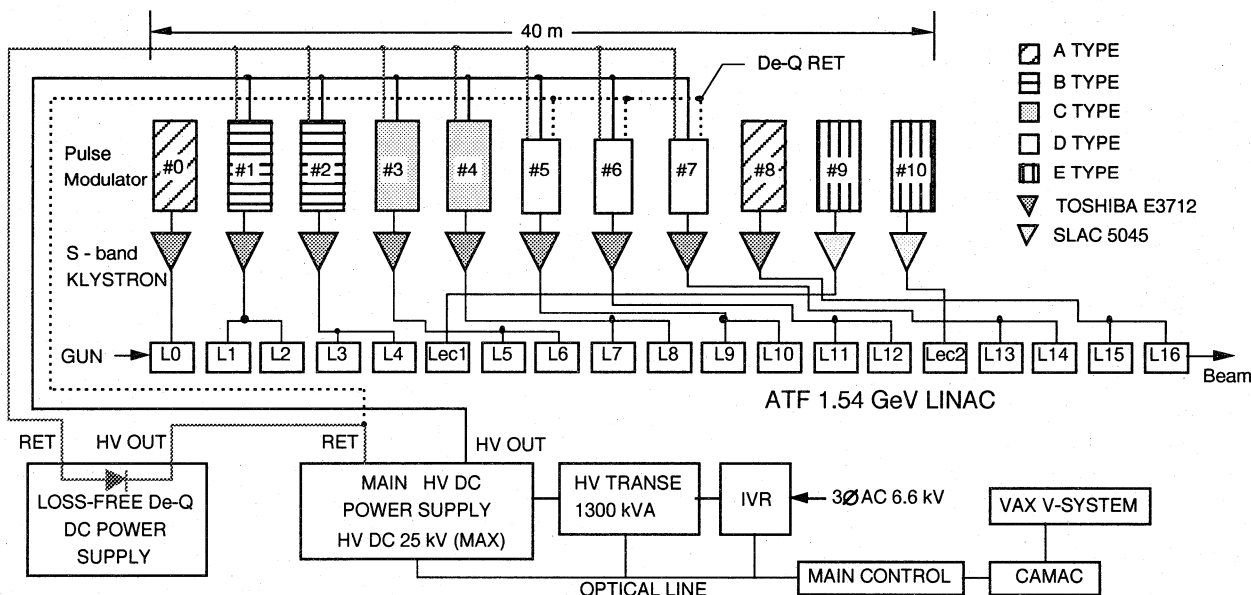 40 m
De-Q RET
A TYPE
B TYPE
C TYPE
D TYPE
E TYPE
TOSHIBA E3712
SLAC 5045
Pulse
Modulator
#0 #1 #2 #3 #4 #5 #6 #7 #8 #9 #10
S - band
KLYSTRON
GUN L0 L1 L2 L3 L4 Lec1 L5 L6 L7 L8 L9 L10 L11 L12 Lec2 L13 L14 L15 L16
Beam
ATF 1.54 GeV LINAC
RET HV OUT RET HV OUT
LOSS-FREE De-Q
DC POWER
SUPPLY
MAIN HV DC
POWER SUPPLY
HV DC 25 kV (MAX)
HV TRANSE
1300 kVA
IVR
3Ø AC 6.6 kV
VAX V-SYSTEM
OPTICAL LINE
MAIN CONTROL
CAMAC